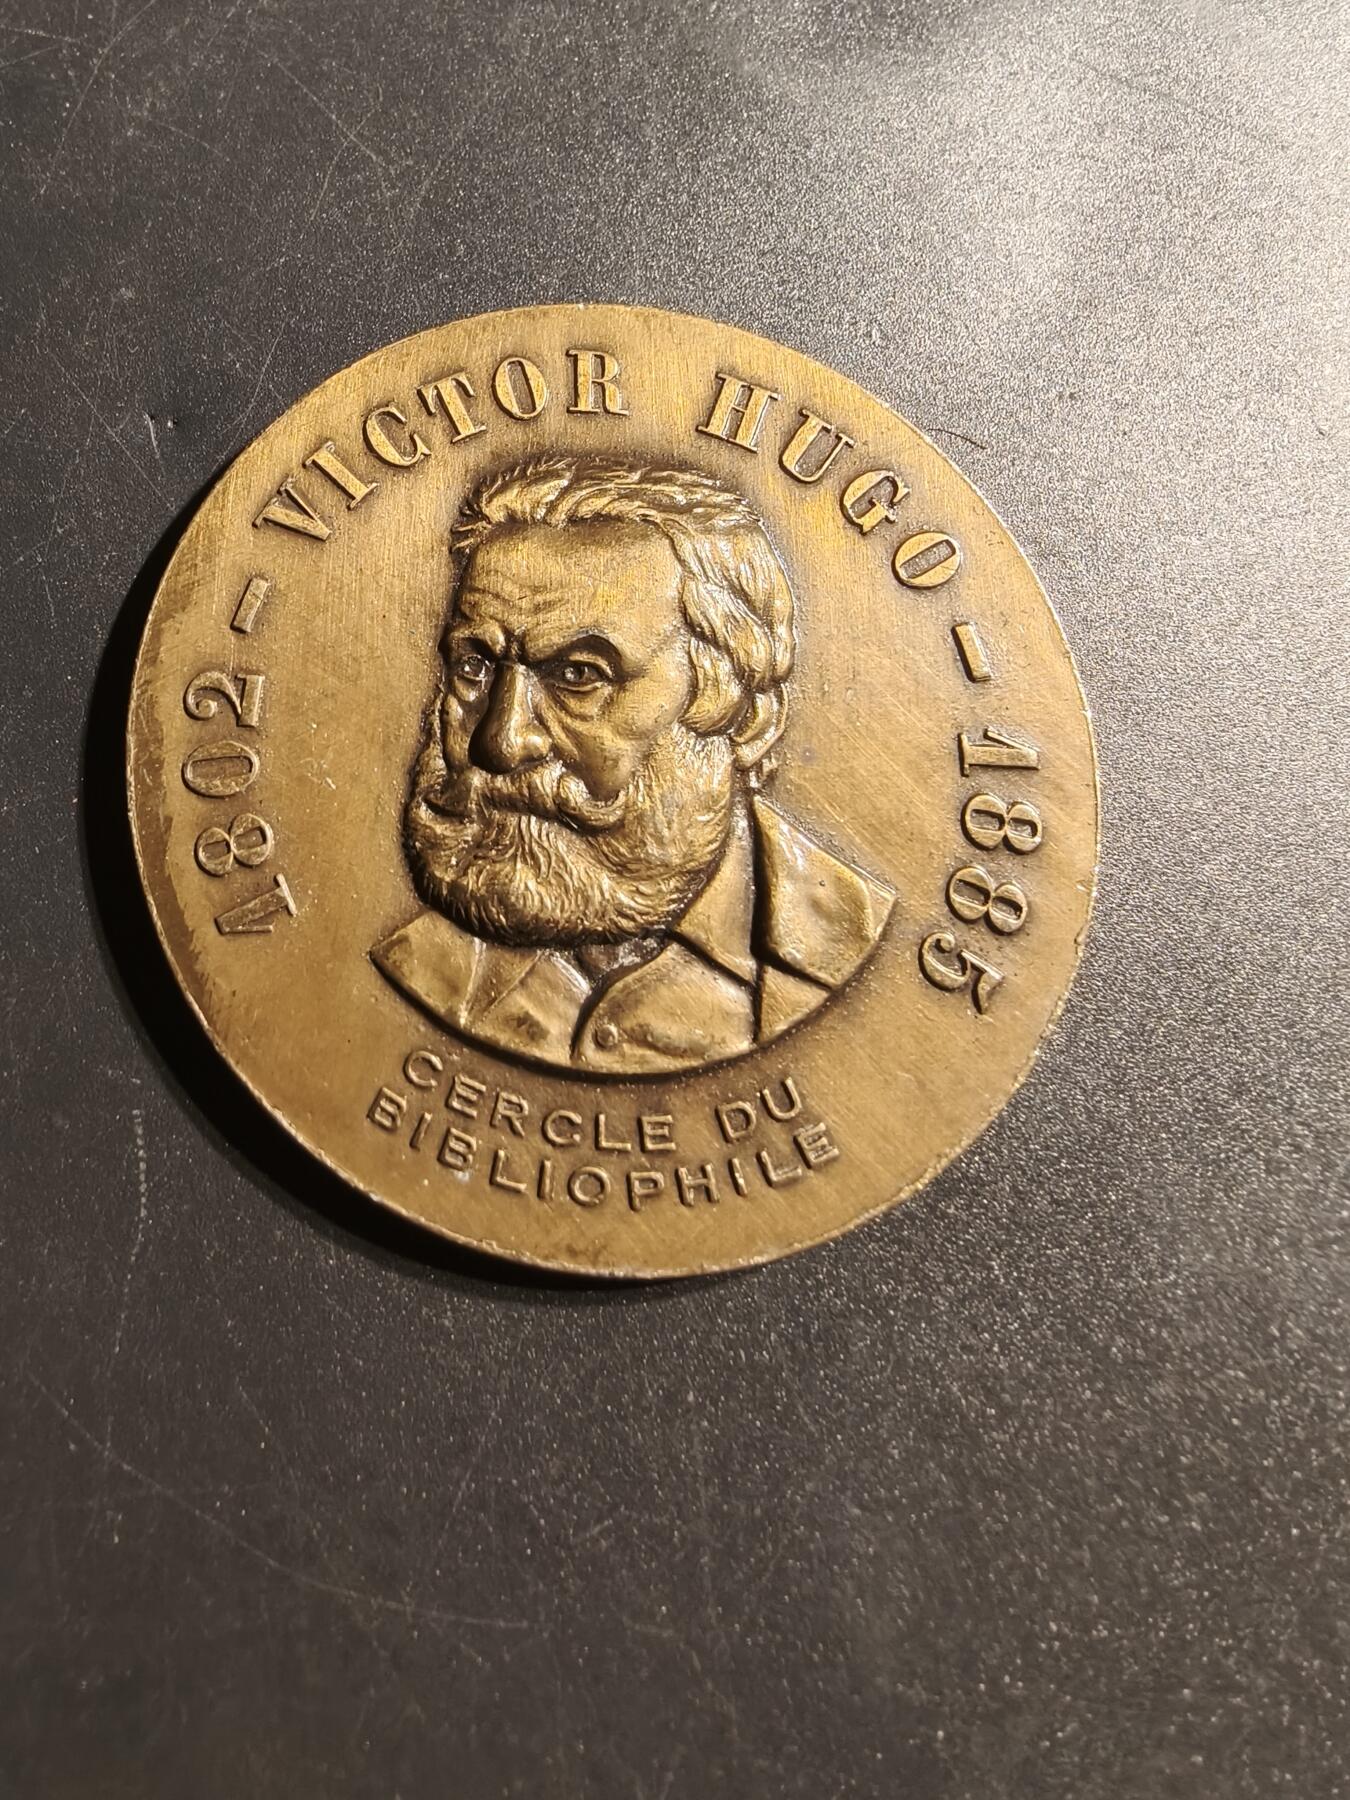 1802 - VICTOR HUGO - 1885
CERCLE DU
BIBLIOPHILE